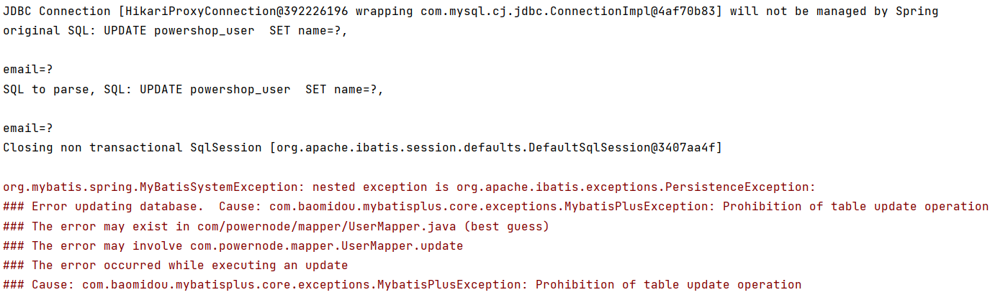 JDBC Connection [HikariProxyConnection@392226196 wrapping com.mysql.cj.jdbc.ConnectionImpl@4af70b83] will not be managed by Spring
original SQL: UPDATE powershop_user  SET name=?,
email=?
SQL to parse, SQL: UPDATE powershop_user  SET name=?,
email=?
Closing non transactional SqlSession [org.apache.ibatis.session.defaults.DefaultSqlSession@3407aa4f]
org.mybatis.spring.MyBatisSystemException: nested exception is org.apache.ibatis.exceptions.PersistenceException:
### Error updating database.  Cause: com.baomidou.mybatisplus.core.exceptions.MybatisPlusException: Prohibition of table update operation
### The error may exist in com/powernode/mapper/UserMapper.java (best guess)
### The error may involve com.powernode.mapper.UserMapper.update
### The error occurred while executing an update
### Cause: com.baomidou.mybatisplus.core.exceptions.MybatisPlusException: Prohibition of table update operation